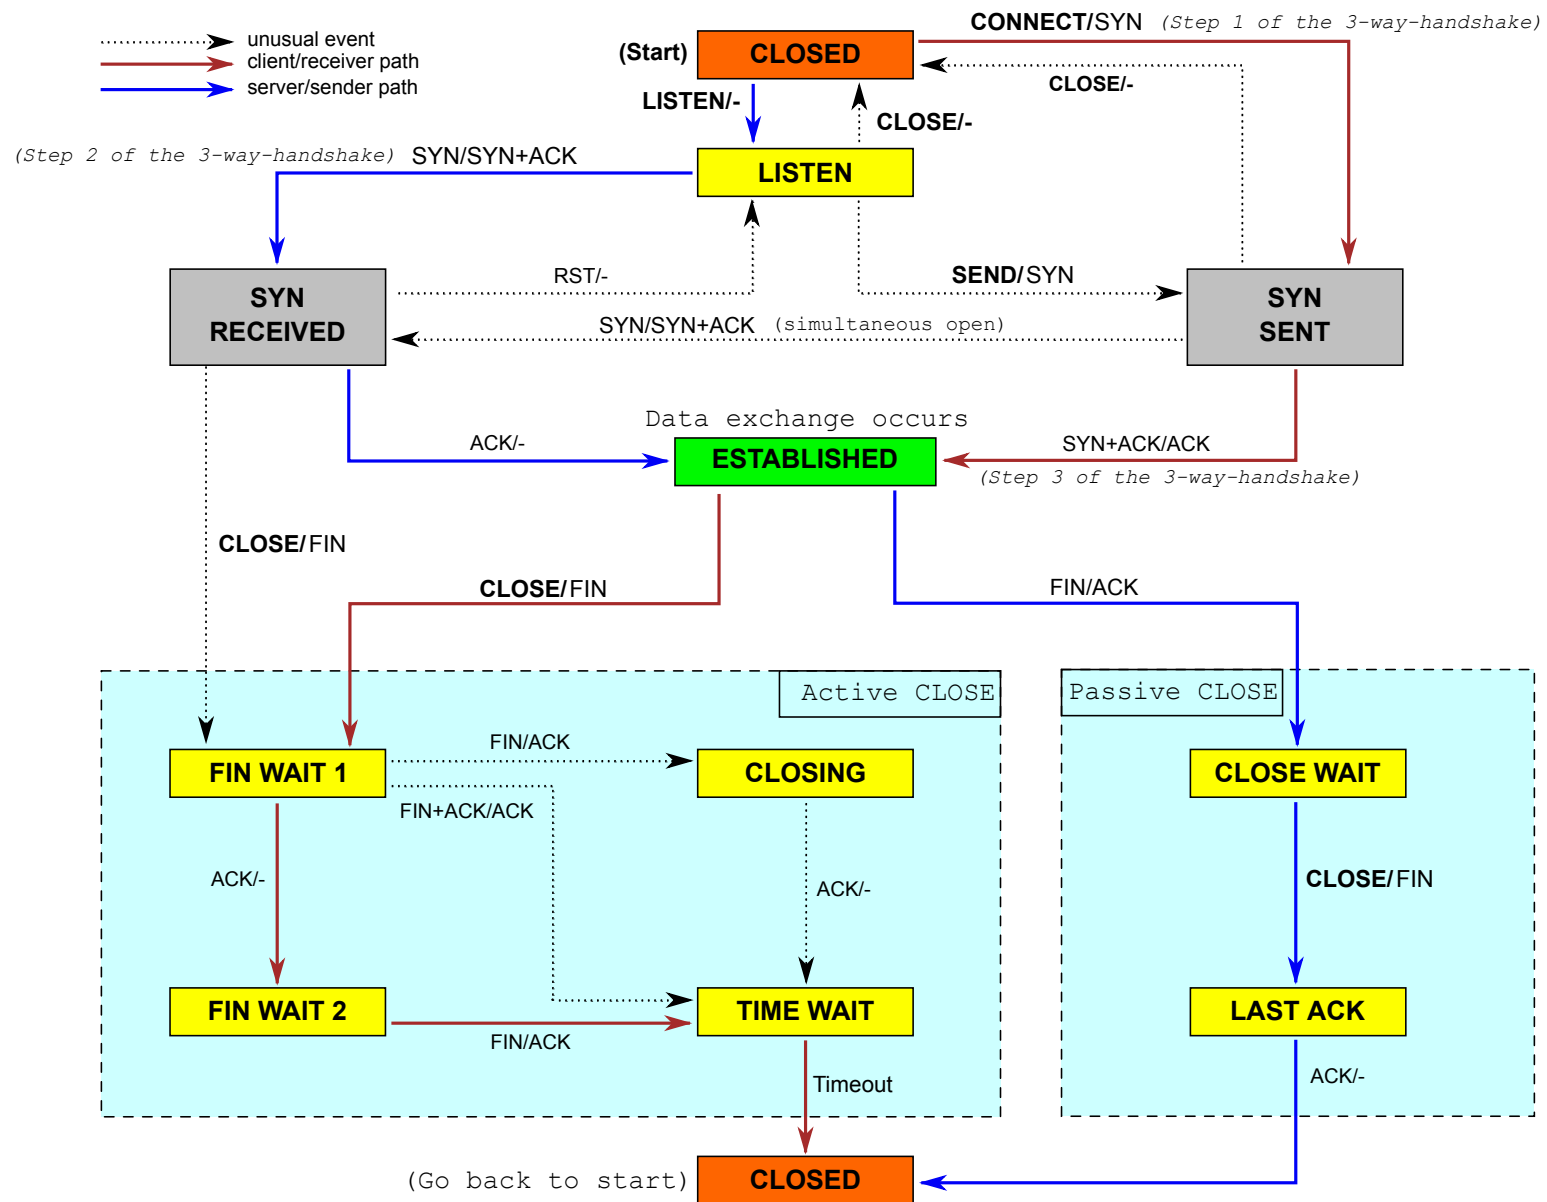 CONNECT/SYN (Step 1 of the 3-way-handshake)
unusual event
client/receiver path
server/sender path
(Start)
CLOSED
CLOSE/-
LISTEN/-
CLOSE/-
(Step 2 of the 3-way-handshake) SYN/SYN+ACK
LISTEN
RST/-
SEND/SYN
SYN
RECEIVED
SYN
SENT
SYN/SYN+ACK (simultaneous open)
Data exchange occurs
ACK/-
ESTABLISHED
SYN+ACK/ACK
(Step 3 of the 3-way-handshake)
CLOSE/FIN
CLOSE/FIN
FIN/ACK
Active CLOSE
Passive CLOSE
FIN/ACK
FIN WAIT 1
CLOSING
CLOSE WAIT
FIN+ACK/ACK
ACK/-
ACK/-
CLOSE/FIN
FIN WAIT 2
TIME WAIT
LAST ACK
FIN/ACK
Timeout
ACK/-
(Go back to start)
CLOSED